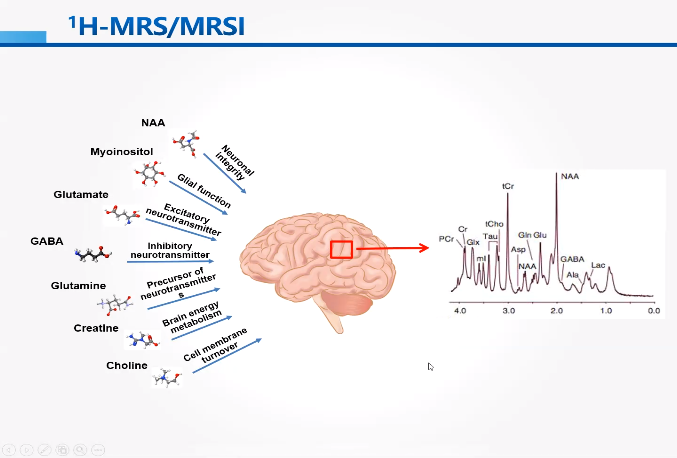 ¹H-MRS/MRSI
NAA
Neuronal
integrity
Myoinositol
Glial function
Glutamate
Excitatory
neurotransmitter
GABA
Inhibitory
neurotransmitter
Glutamine
Precursor of
neurotransmitter
s
Creatine
Brain energy
metabolism
Choline
Cell membrane
turnover
NAA
tCr
tCho
Tau
Cr
PCr
Glx
mI
Gln Glu
Asp
NAA
GABA
Ala
Lac
4.0 3.0 2.0 1.0 0.0